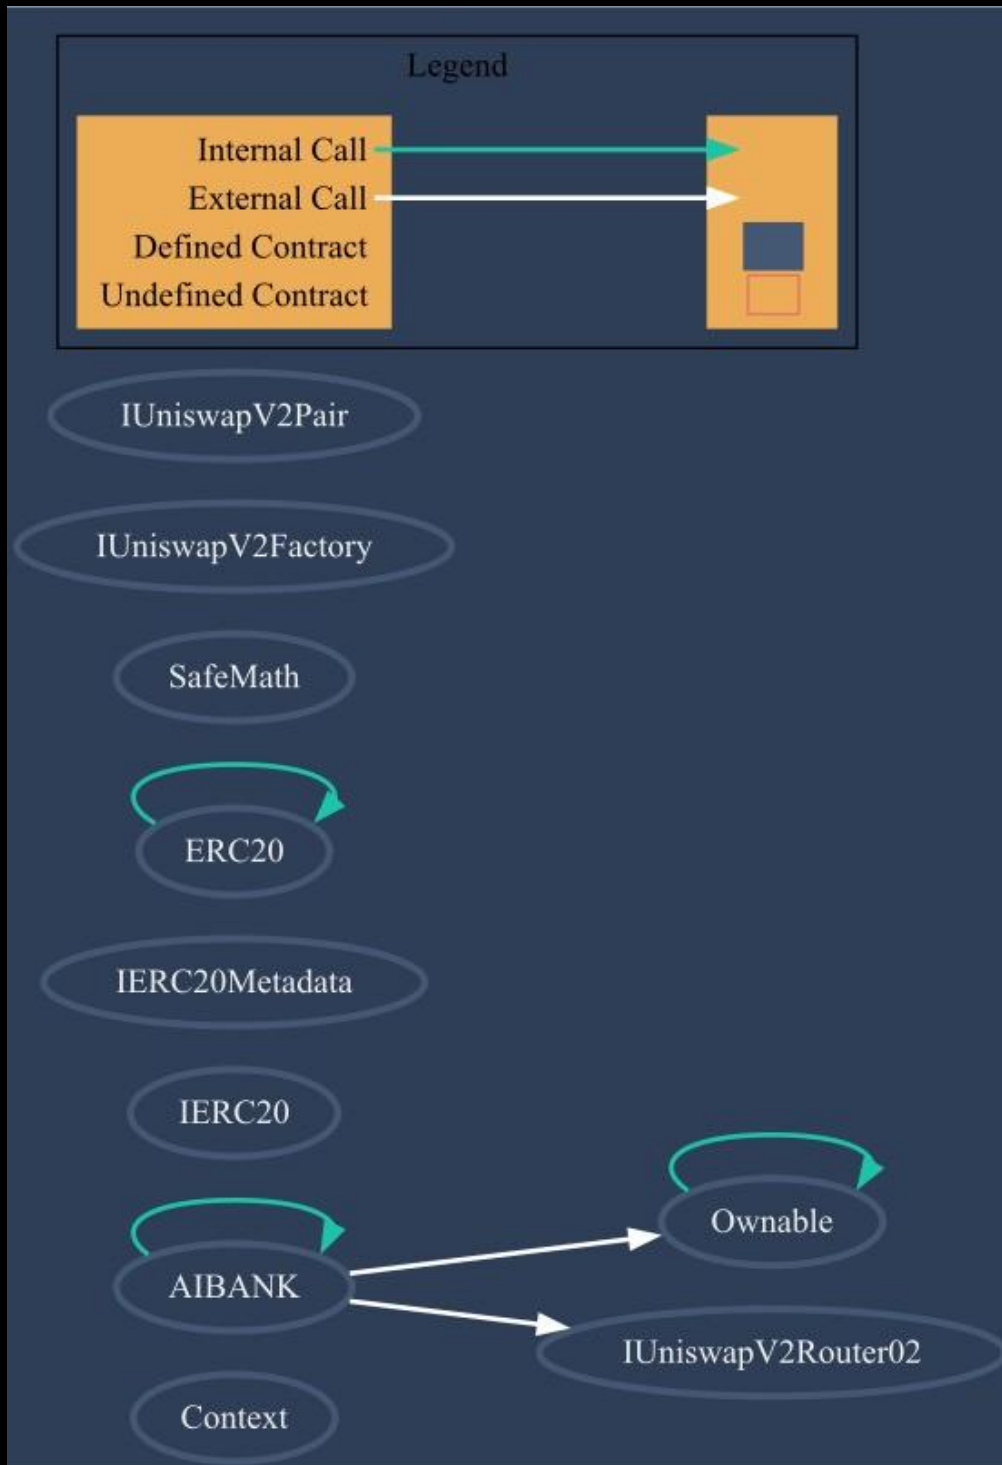 Legend
Internal Call
External Call
Defined Contract
Undefined Contract
IUniswapV2Pair
IUniswapV2Factory
SafeMath
ERC20
IERC20Metadata
IERC20
Ownable
AIBANK
IUniswapV2Router02
Context